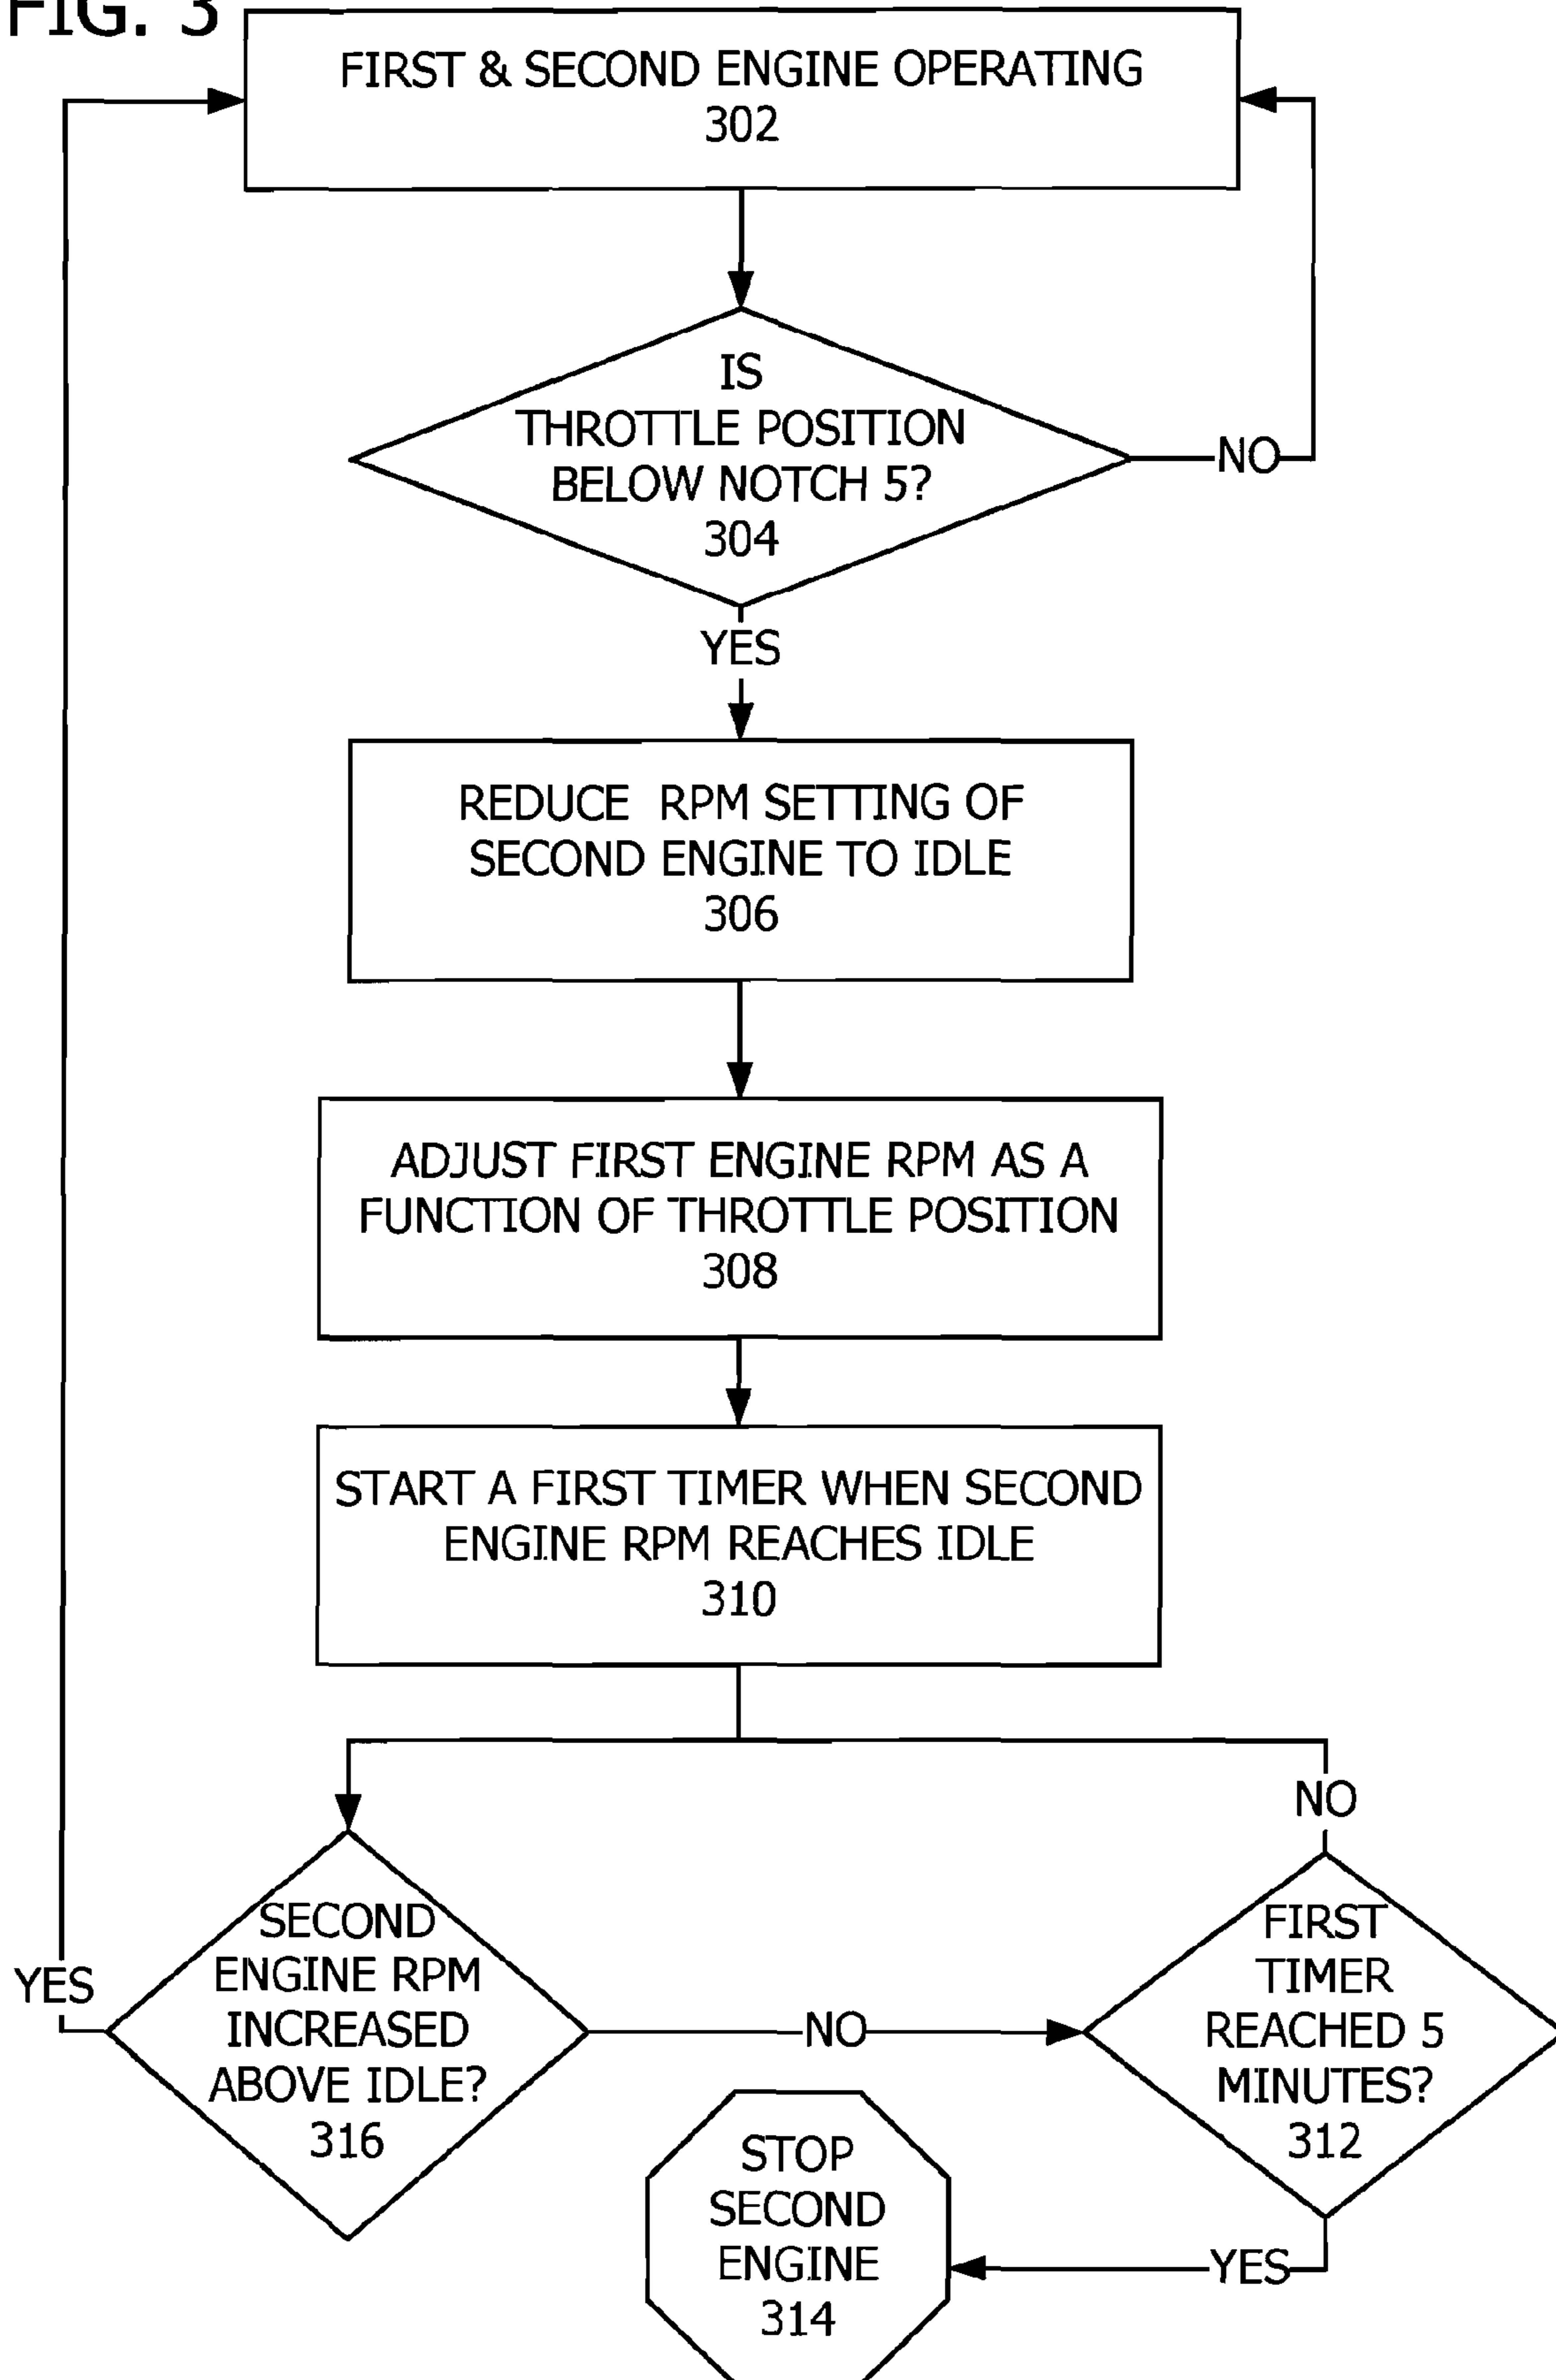 FIG. 3
FIRST & SECOND ENGINE OPERATING
302
IS
THROTTLE POSITION
BELOW NOTCH 5?
304
NO
YES
REDUCE RPM SETTING OF
SECOND ENGINE TO IDLE
306
ADJUST FIRST ENGINE RPM AS A
FUNCTION OF THROTTLE POSITION
308
START A FIRST TIMER WHEN SECOND
ENGINE RPM REACHES IDLE
310
NO
SECOND
ENGINE RPM
INCREASED
ABOVE IDLE?
316
YES
NO
FIRST
TIMER
REACHED 5
MINUTES?
312
STOP
SECOND
ENGINE
314
YES